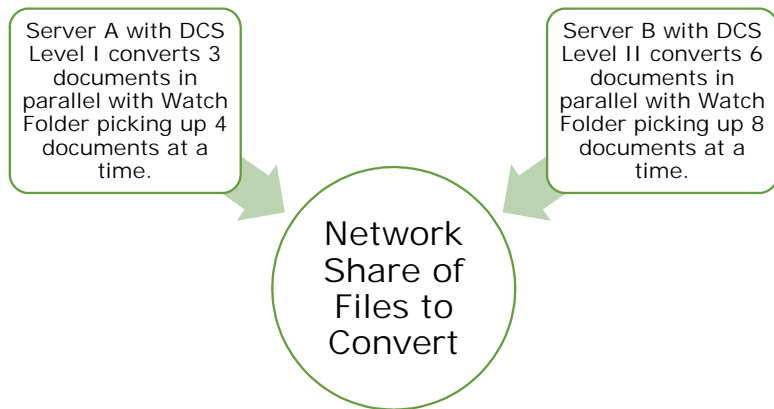 Server A with DCS
Level I converts 3
documents in
parallel with Watch
Folder picking up 4
documents at a
time.
Server B with DCS
Level II converts 6
documents in
parallel with Watch
Folder picking up 8
documents at a
time.
Network
Share of
Files to
Convert